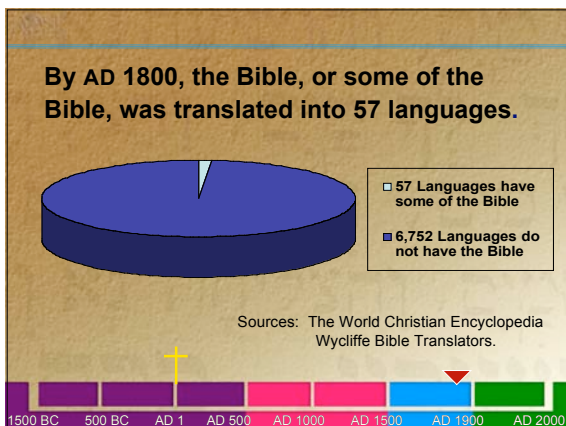 By AD 1800, the Bible, or some of the
Bible, was translated into 57 languages.
57 Languages have
some of the Bible
6,752 Languages do
not have the Bible
Sources: The World Christian Encyclopedia
Wycliffe Bible Translators.
1500 BC 500 BC AD 1 AD 500 AD 1000 AD 1500 AD 1900 AD 2000